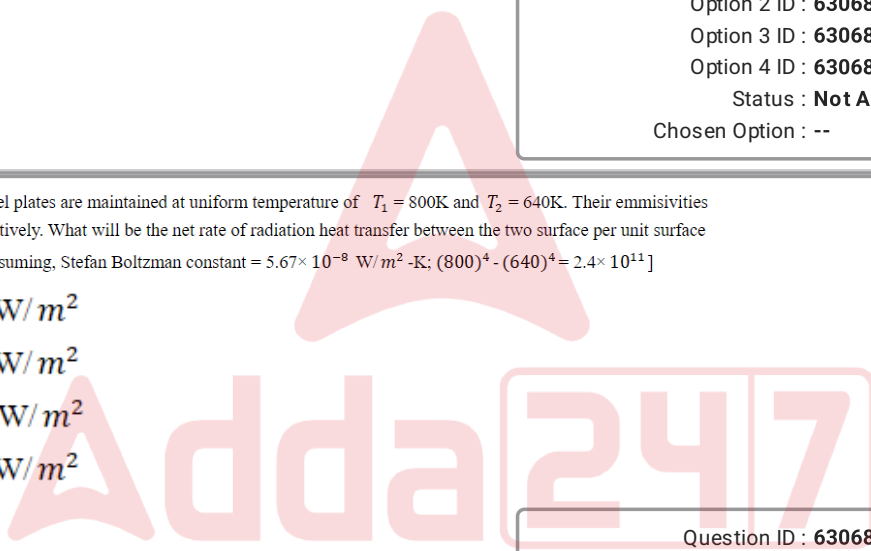 Option 2 ID : 63068
Option 3 ID : 63068
Option 4 ID : 63068
Status : Not A
Chosen Option : --
el plates are maintained at uniform temperature of T₁ = 800K and T₂ = 640K. Their emmisivities
tively. What will be the net rate of radiation heat transfer between the two surface per unit surface
suming, Stefan Boltzman constant = 5.67× 10⁻⁸ W/m² -K; (800)⁴ - (640)⁴ = 2.4× 10¹¹]
W/m²
W/m²
W/m²
W/m²
Adda247
Question ID : 63068